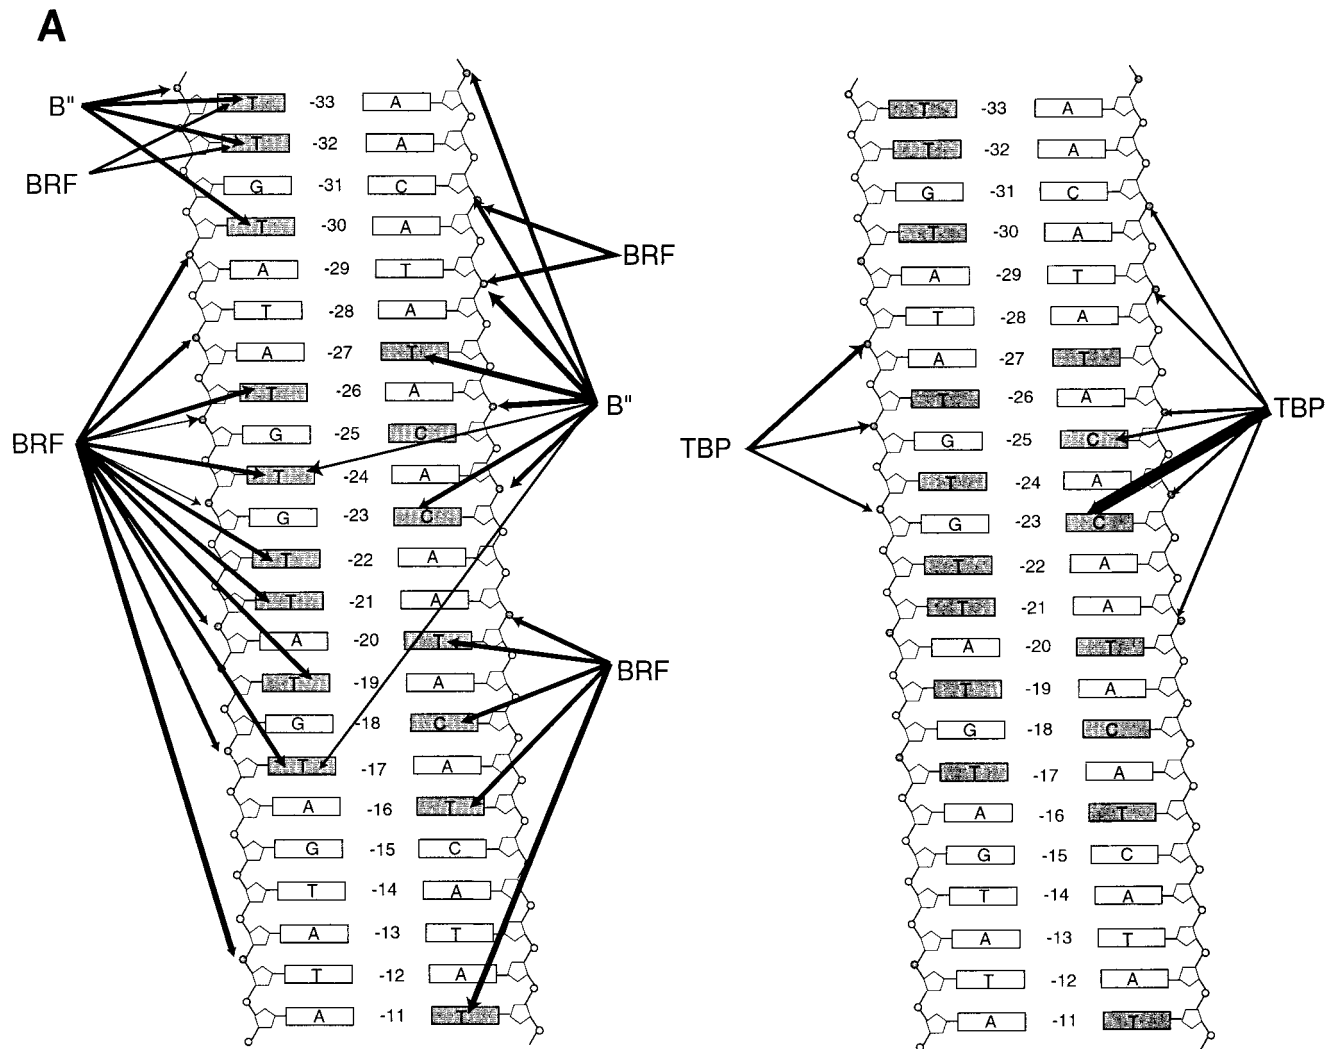 A
B" T -33 A T -33 A
BRF T -32 A T -32 A
G -31 C G -31 C
T -30 A T -30 A
A -29 T BRF A -29 T
T -28 A T -28 A
A -27 T A -27 T
T -26 A B" T -26 A TBP
BRF G -25 C TBP G -25 C
T -24 A T -24 A
G -23 C G -23 C
T -22 A T -22 A
T -21 A T -21 A
A -20 T BRF A -20 T
T -19 A T -19 A
G -18 C G -18 C
T -17 A T -17 A
A -16 T A -16 T
G -15 C G -15 C
T -14 A T -14 A
A -13 T A -13 T
T -12 A T -12 A
A -11 T A -11 T